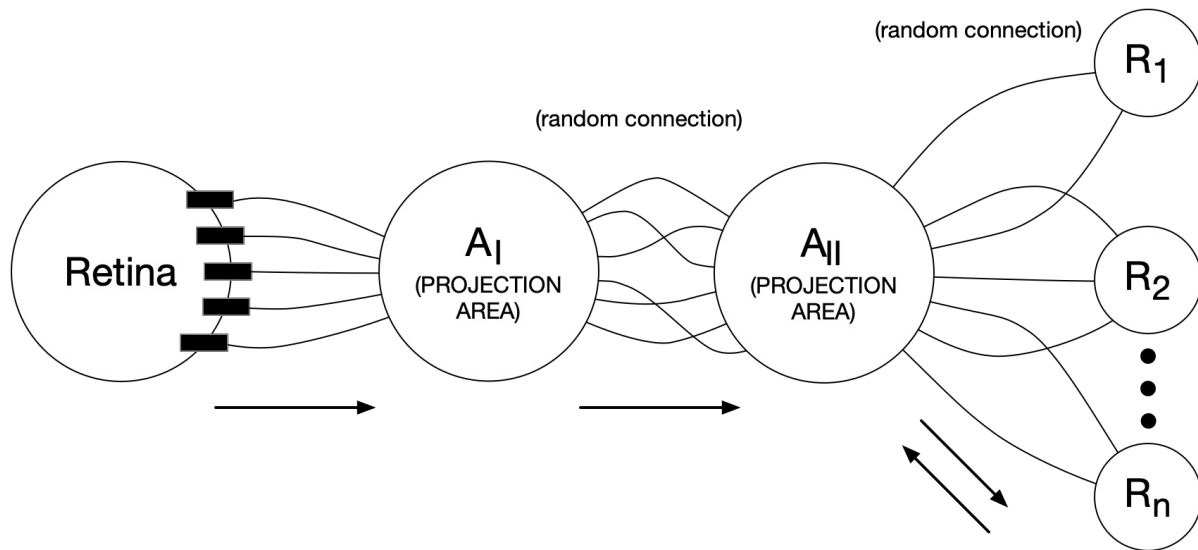 (random connection)
R1
(random connection)
Retina
AI
(PROJECTION
AREA)
AII
(PROJECTION
AREA)
R2
Rn